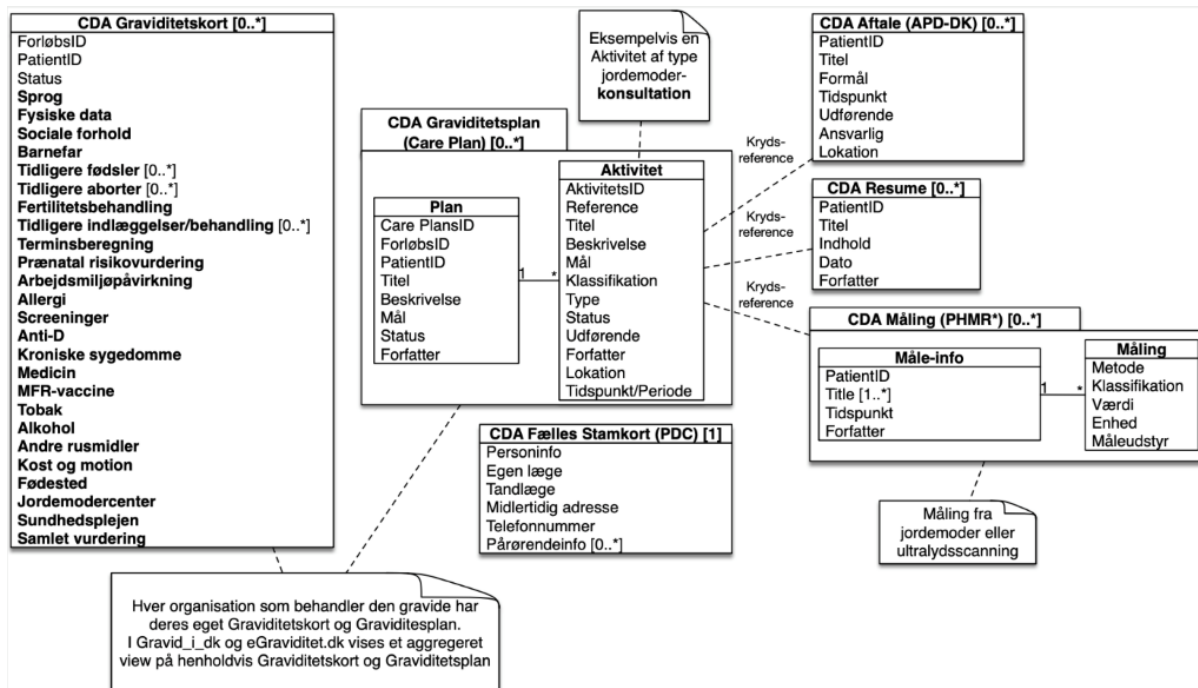 CDA Graviditetskort [0..*]
ForløbsID
PatientID
Status
Sprog
Fysiske data
Sociale forhold
Barnefar
Tidligere fødsler [0..*]
Tidligere aborter [0..*]
Fertilitetsbehandling
Tidligere indlæggelser/behandling [0..*]
Terminsberegning
Prænatal risikovurdering
Arbejdsmiljøpåvirkning
Allergi
Screeninger
Anti-D
Kroniske sygedomme
Medicin
MFR-vaccine
Tobak
Alkohol
Andre rusmidler
Kost og motion
Fødested
Jordemodercenter
Sundhedsplejen
Samlet vurdering
Eksempelvis en
Aktivitet af type
jordemoder-
konsultation
CDA Graviditetsplan
(Care Plan) [0..*]
Plan
Care PlansID
ForløbsID
PatientID
Titel
Beskrivelse
Mål
Status
Forfatter
1
*
Aktivitet
AktivitetsID
Reference
Titel
Beskrivelse
Mål
Klassifikation
Type
Status
Udførende
Forfatter
Lokation
Tidspunkt/Periode
Kryds-
reference
Kryds-
reference
Kryds-
reference
CDA Aftale (APD-DK) [0..*]
PatientID
Titel
Formål
Tidspunkt
Udførende
Ansvarlig
Lokation
CDA Resume [0..*]
PatientID
Titel
Indhold
Dato
Forfatter
CDA Måling (PHMR*) [0..*]
Måle-info
PatientID
Title [1..*]
Tidspunkt
Forfatter
1
*
Måling
Metode
Klassifikation
Værdi
Enhed
Måleudstyr
CDA Fælles Stamkort (PDC) [1]
Personinfo
Egen læge
Tandlæge
Midlertidig adresse
Telefonnummer
Pårørendeinfo [0..*]
Måling fra
jordemoder eller
ultralydsscanning
Hver organisation som behandler den gravide har
deres eget Graviditetskort og Graviditesplan.
I Gravid_i_dk og eGraviditet.dk vises et aggregeret
view på henholdvis Graviditetskort og Graviditetsplan